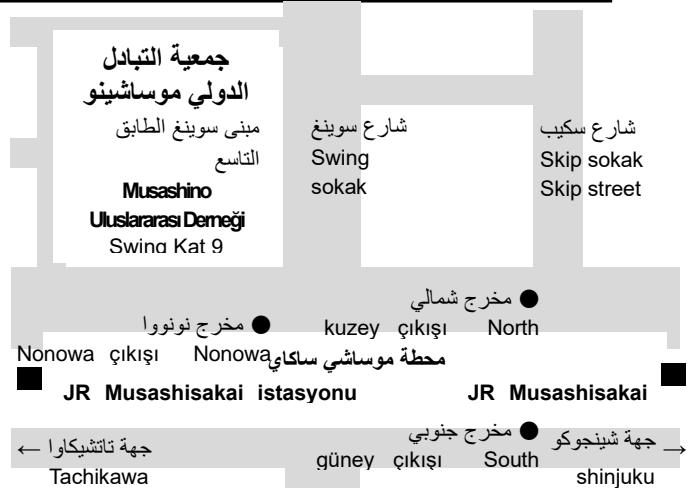 جمعية التبادل
الدولي موساشينو
مبنى سوينغ الطابق
التاسع
Musashino
Uluslararası Derneği
Swing Kat 9
شارع سوينغ
Swing
sokak
شارع سكيب
Skip sokak
Skip street
● مخرج شمالي
kuzey çıkışı North
● مخرج نونووا
Nonowa çıkışı Nonowa
محطة موساشي ساكاي
JR Musashisakai istasyonu JR Musashisakai
● مخرج جنوبي
güney çıkışı South
جهة تاتشيكاوا ←
Tachikawa
جهة شينجوكو →
shinjuku